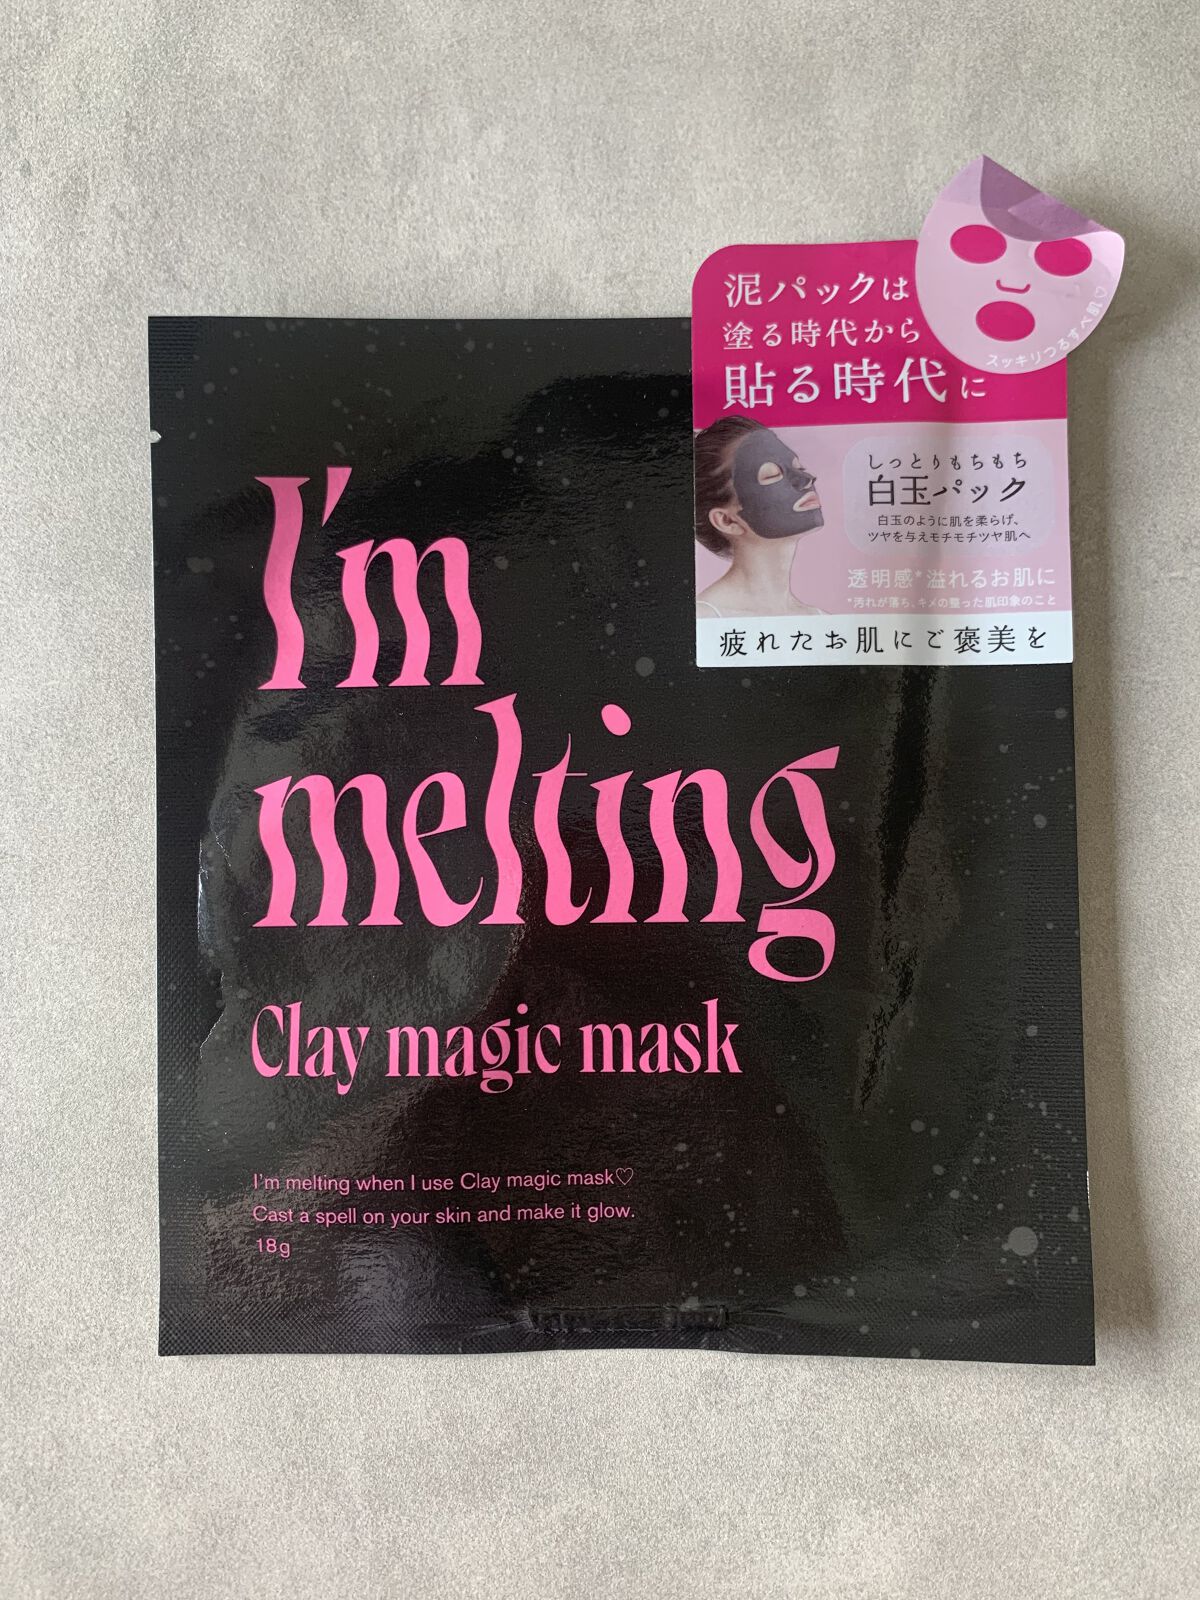 I'm
melting
Clay magic mask
I'm melting when I use Clay magic mask♡
Cast a spell on your skin and make it glow.
18g
泥パックは
塗る時代から
貼る時代に
スッキリつるすべ肌♡
しっとりもちもち
白玉パック
白玉のように肌を柔らげ、
ツヤを与えモチモチツヤ肌へ
透明感*溢れるお肌に
*汚れが落ち、キメの整った肌印象のこと
疲れたお肌にご褒美を